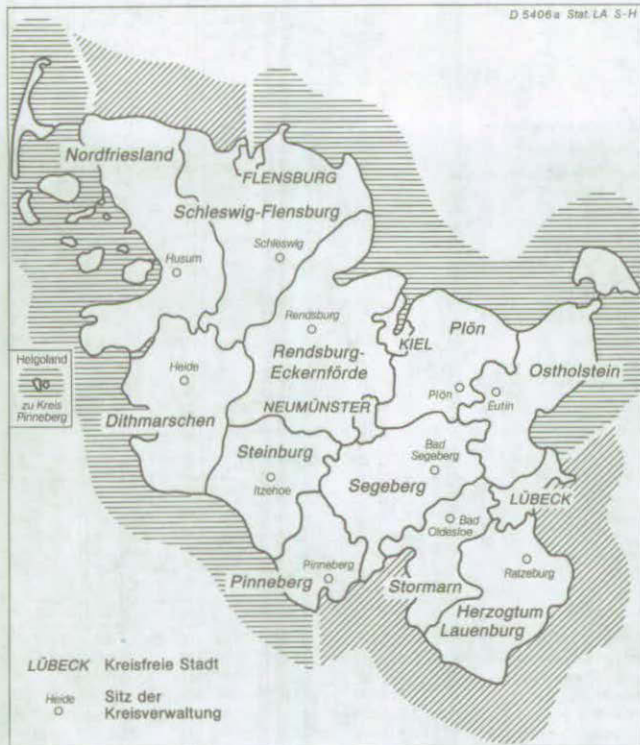 D 5406 a Stat. LA S-H
Nordfriesland
FLENSBURG
Schleswig-Flensburg
Schleswig
Husum
Rendsburg
KIEL
Plön
Rendsburg-
Eckernförde
Ostholstein
Helgoland
zu Kreis
Pinneberg
Heide
Plön
Eutin
Dithmarschen
NEUMÜNSTER
Steinburg
Bad
Segeberg
Itzehoe
Segeberg
LÜBECK
Bad
Oldesloe
Pinneberg
Pinneberg
Stormarn
Ratzeburg
Herzogtum
Lauenburg
LÜBECK Kreisfreie Stadt
Heide Sitz der
Kreisverwaltung